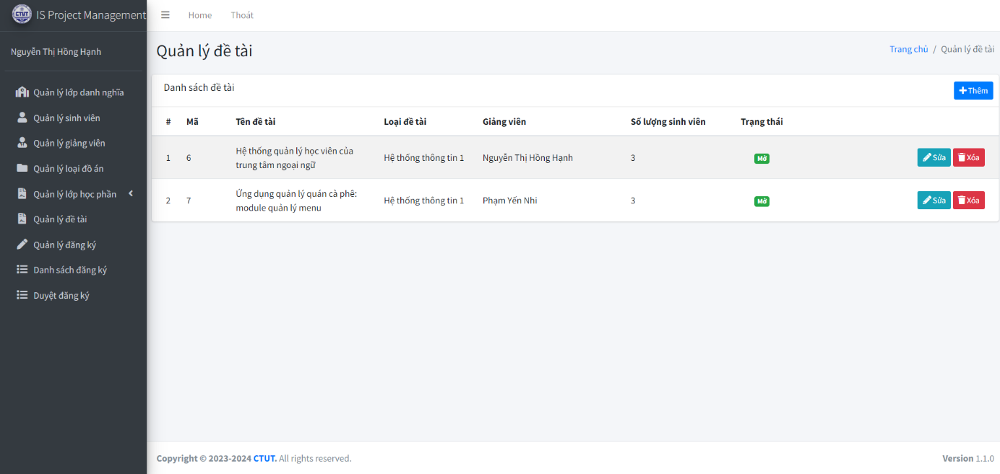 CTUT IS Project Management
Home Thoát
Nguyễn Thị Hồng Hạnh
Quản lý lớp danh nghĩa
Quản lý sinh viên
Quản lý giảng viên
Quản lý loại đồ án
Quản lý lớp học phần
Quản lý đề tài
Quản lý đăng ký
Danh sách đăng ký
Duyệt đăng ký
Quản lý đề tài
Trang chủ / Quản lý đề tài
Danh sách đề tài
Thêm
# Mã Tên đề tài Loại đề tài Giảng viên Số lượng sinh viên Trạng thái
1 6 Hệ thống quản lý học viên của
trung tâm ngoại ngữ
Hệ thống thông tin 1 Nguyễn Thị Hồng Hạnh 3 Mở Sửa Xóa
2 7 Ứng dụng quản lý quán cà phê:
module quản lý menu
Hệ thống thông tin 1 Phạm Yến Nhi 3 Mở Sửa Xóa
Copyright © 2023-2024 CTUT. All rights reserved.
Version 1.1.0